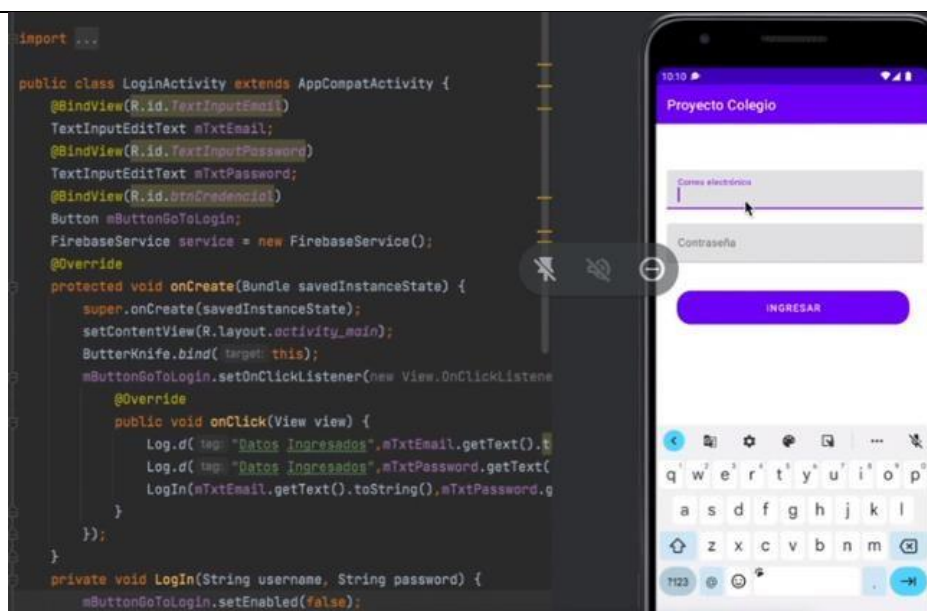 import ...
public class LoginActivity extends AppCompatActivity {
@BindView(R.id.TextInputEmail)
TextInputEditText mTxtEmail;
@BindView(R.id.TextInputPassword)
TextInputEditText mTxtPassword;
@BindView(R.id.btnCredencial)
Button mButtonGoToLogin;
FirebaseService service = new FirebaseService();
@Override
protected void onCreate(Bundle savedInstanceState) {
super.onCreate(savedInstanceState);
setContentView(R.layout.activity_main);
ButterKnife.bind( target: this);
mButtonGoToLogin.setOnClickListener(new View.OnClickListene
@Override
public void onClick(View view) {
Log.d( tag: "Datos Ingresados",mTxtEmail.getText().t
Log.d( tag: "Datos Ingresados",mTxtPassword.getText(
LogIn(mTxtEmail.getText().toString(),mTxtPassword.g
}
});
}
private void LogIn(String username, String password) {
mButtonGoToLogin.setEnabled(false);
10:10
Proyecto Colegio
Correo electrónico
Contraseña
INGRESAR
q w e r t y u i o p
a s d f g h j k l
z x c v b n m
?123 @ .